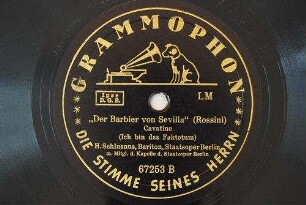 GRAMMOPHON
LM
„Der Barbier von Sevilla“ (Rossini)
Cavatine
(Ich bin das Faktotum)
H. Schlusnus, Bariton, Staatsoper Berlin
m. Mitgl. d. Kapelle d. Staatsoper Berlin
67253 B
DIE STIMME SEINES HERRN